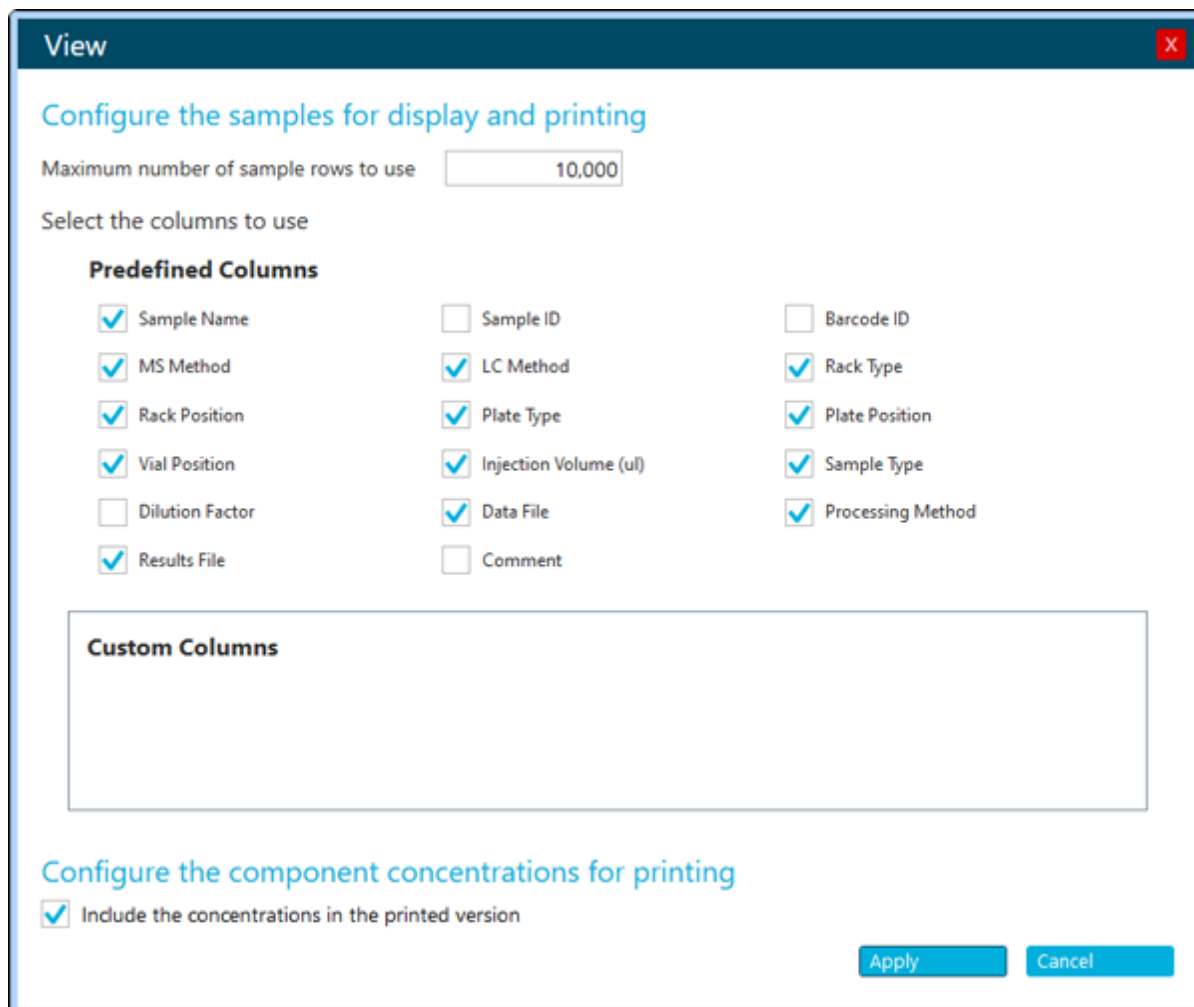 View
X
Configure the samples for display and printing
Maximum number of sample rows to use 10,000
Select the columns to use
Predefined Columns
Sample Name Sample ID Barcode ID
MS Method LC Method Rack Type
Rack Position Plate Type Plate Position
Vial Position Injection Volume (ul) Sample Type
Dilution Factor Data File Processing Method
Results File Comment
Custom Columns
Configure the component concentrations for printing
Include the concentrations in the printed version
Apply Cancel